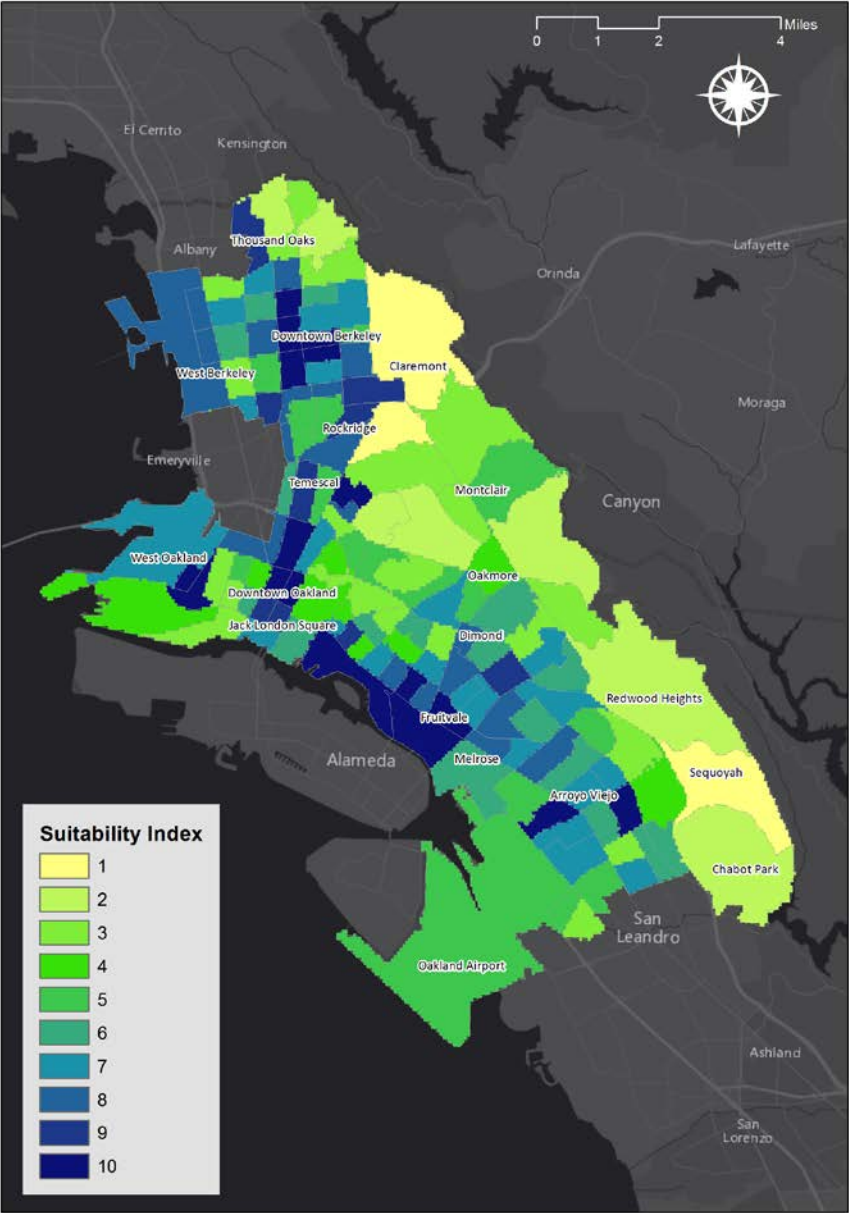 Miles
0 1 2 4
El Cerrito
Kensington
Thousand Oaks
Albany
Lafayette
Orinda
Downtown Berkeley
Claremont
West Berkeley
Moraga
Rockridge
Emeryville
Temescal
Montclair
Canyon
West Oakland
Oakmore
Downtown Oakland
Jack London Square
Dimond
Redwood Heights
Fruitvale
Melrose
Alameda
Sequoyah
Arroyo Viejo
Chabot Park
San
Leandro
Oakland Airport
Ashland
San
Lorenzo
Suitability Index
1
2
3
4
5
6
7
8
9
10